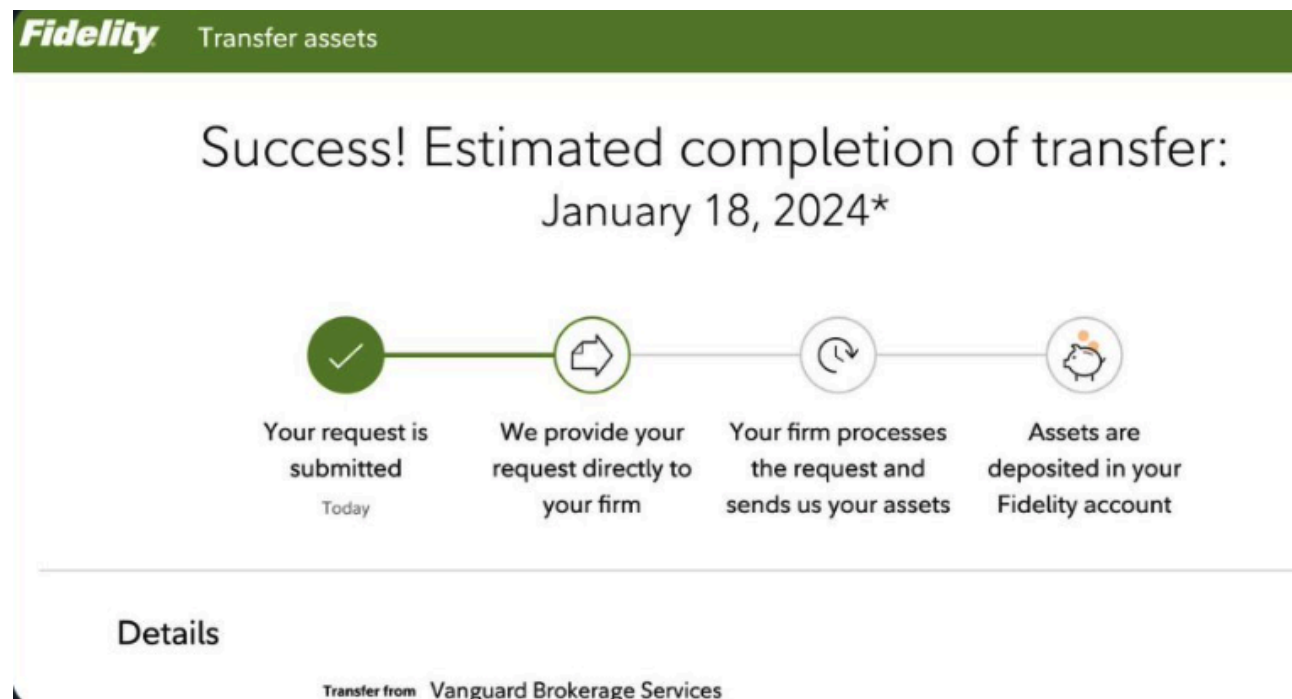 Fidelity Transfer assets
Success! Estimated completion of transfer:
January 18, 2024*
Your request is
submitted
Today
We provide your
request directly to
your firm
Your firm processes
the request and
sends us your assets
Assets are
deposited in your
Fidelity account
Details
Transfer from Vanguard Brokerage Services